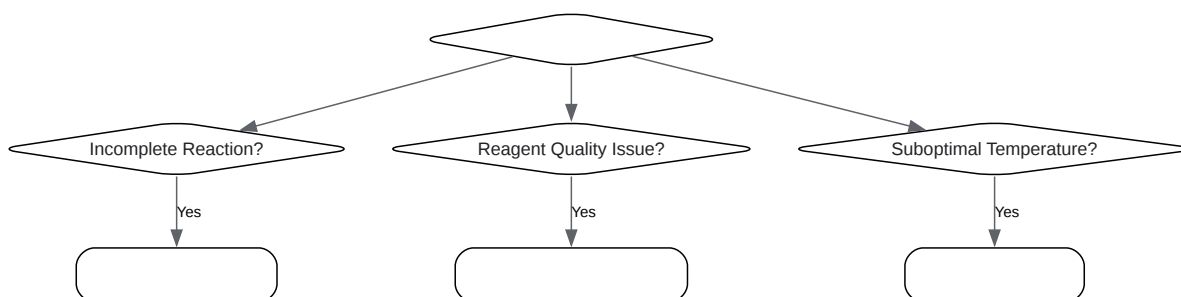 Incomplete Reaction?
Reagent Quality Issue?
Suboptimal Temperature?
Yes
Yes
Yes